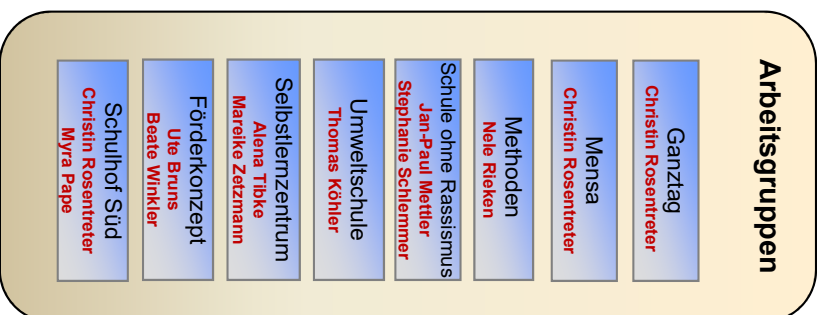 Arbeitsgruppen
Ganztag
Christin Rosentreter
Mensa
Christin Rosentreter
Methoden
Nele Rieken
Schule ohne Rassismus
Jan-Paul Mettler
Stephanie Schlemmer
Umweltschule
Thomas Köhler
Selbstlernzentrum
Alena Tibke
Mareike Zetzmann
Förderkonzept
Ute Bruns
Beate Winkler
Schulhof Süd
Christin Rosentreter
Myra Pape